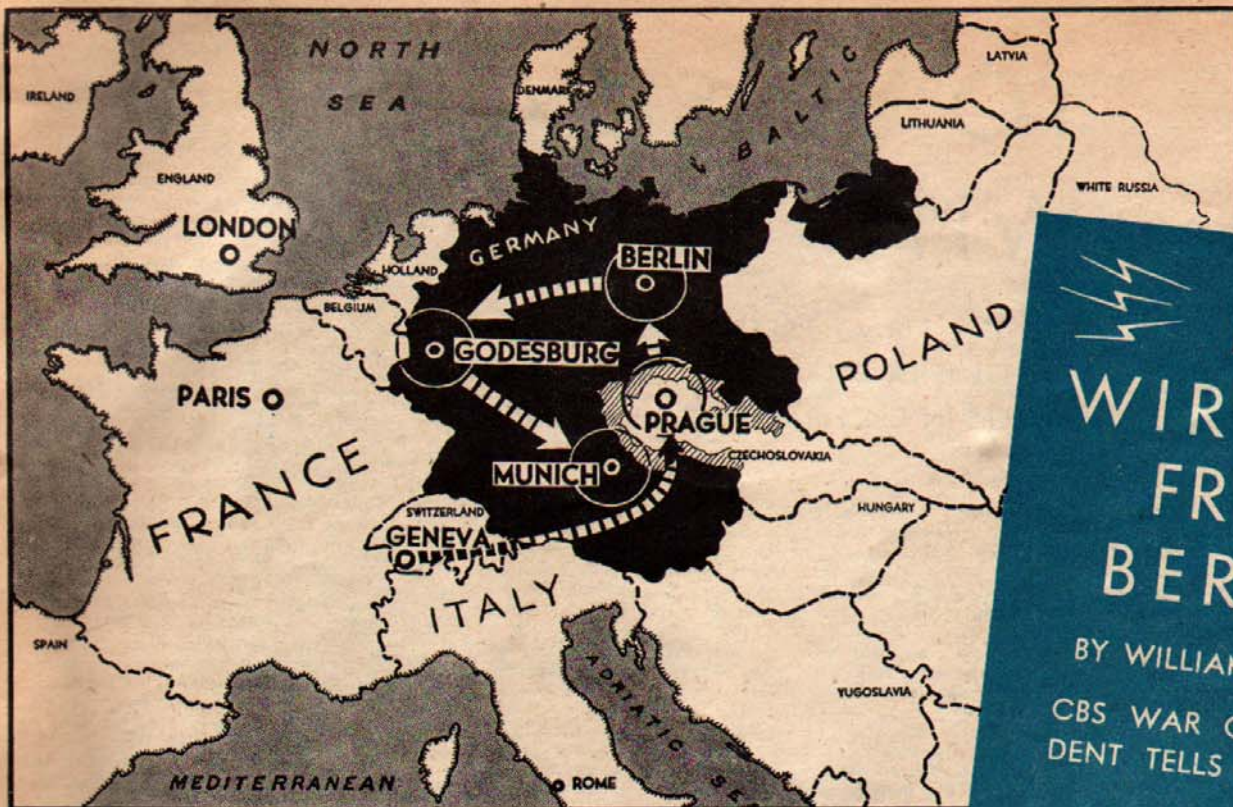 NORTH
SEA
IRELAND
DENMARK
BALTIC
LATVIA
LITHUANIA
WHITE RUSSIA
ENGLAND
LONDON
HOLLAND
GERMANY
BERLIN
BELGIUM
GODESBURG
POLAND
PARIS
PRAGUE
CZECHOSLOVAKIA
MUNICH
FRANCE
SWITZERLAND
GENEVA
HUNGARY
ITALY
SPAIN
ADRIATIC SEA
YUGOSLAVIA
MEDITERRANEAN
ROME
WIR
FR
BER
BY WILLIAM
CBS WAR C
DENT TELLS